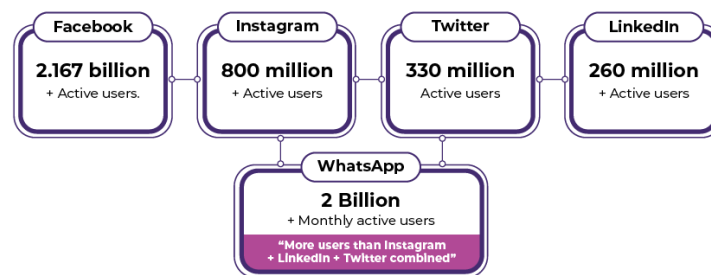 Facebook
2.167 billion
+ Active users.
Instagram
800 million
+ Active users
Twitter
330 million
Active users
LinkedIn
260 million
+ Active users
WhatsApp
2 Billion
+ Monthly active users
“More users than Instagram
+ LinkedIn + Twitter combined”